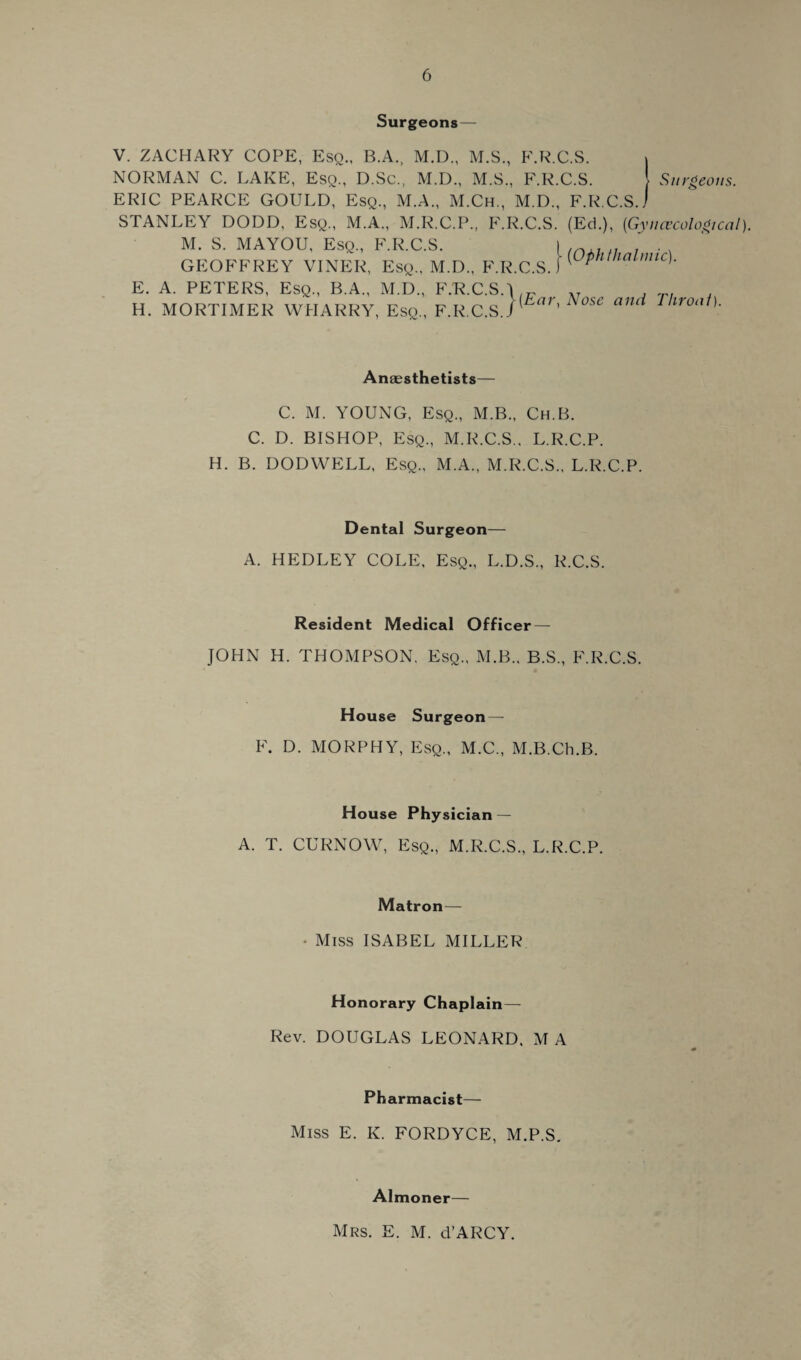 6
Surgeons—
V. ZACHARY COPE, Esq., B.A., M.D., M.S., F.R.C.S.
NORMAN C. LAKE, Esq., D.Sc., M.D., M.S., F.R.C.S. } Surgeons.
ERIC PEARCE GOULD, Esq., M.A., M.Ch., M.D., F.R.C.S.
STANLEY DODD, Esq., M.A., M.R.C.P., F.R.C.S. (Ed.), (Gynæcological).
M. S. MAYOU, Esq., F.R.C.S.
GEOFFREY VINER, Esq., M.D., F.R.C.S. } (Ophthalmic).
E. A. PETERS, Esq., B.A., M.D., F.R.C.S.
H. MORTIMER WHARRY, Esq., F.R.C.S. } (Ear, Nose and Throat).
Anæsthetists—
C. M. YOUNG, Esq., M.B., Ch.B.
C. D. BISHOP, Esq., M.R.C.S., L.R.C.P.
H. B. DODWELL, Esq., M.A., M.R.C.S., L.R.C.P.
Dental Surgeon—
A. HEDLEY COLE, Esq., L.D.S., R.C.S.
Resident Medical Officer—
JOHN H. THOMPSON, Esq., M.B., B.S., F.R.C.S.
House Surgeon—
F. D. MORPHY, Esq., M.C., M.B.Ch.B.
House Physician—
A. T. CURNOW, Esq., M.R.C.S., L.R.C.P.
Matron—
Miss ISABEL MILLER
Honorary Chaplain—
Rev. DOUGLAS LEONARD, M A
Pharmacist—
Miss E. K. FORDYCE, M.P.S.
Almoner—
Mrs. E. M. d'ARCY.